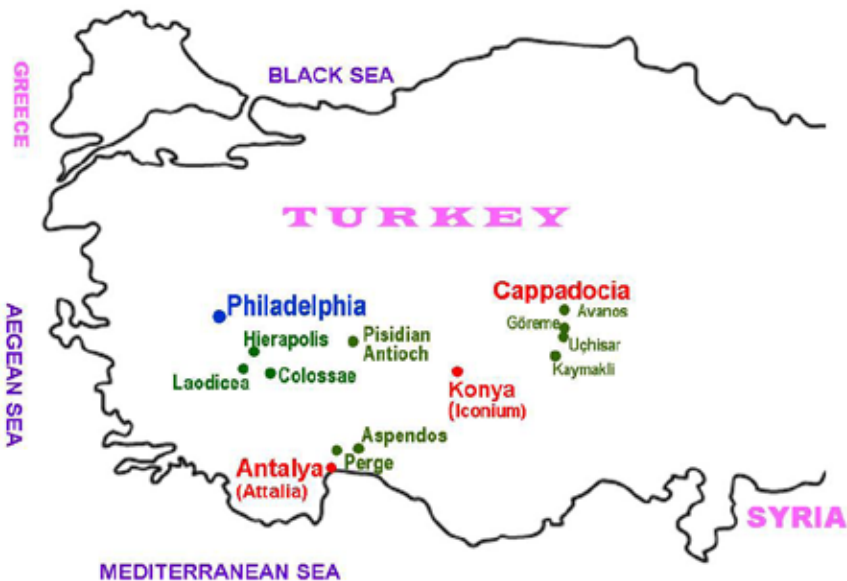 BLACK SEA
GREECE
TURKEY
Cappadocia
Avanos
Philadelphia
Göreme
Hierapolis
Pisidian
Antioch
Uçhisar
Kaymakli
AEGEAN SEA
Laodicea
Colossae
Konya
(Iconium)
Aspendos
Perge
Antalya
(Attalia)
SYRIA
MEDITERRANEAN SEA